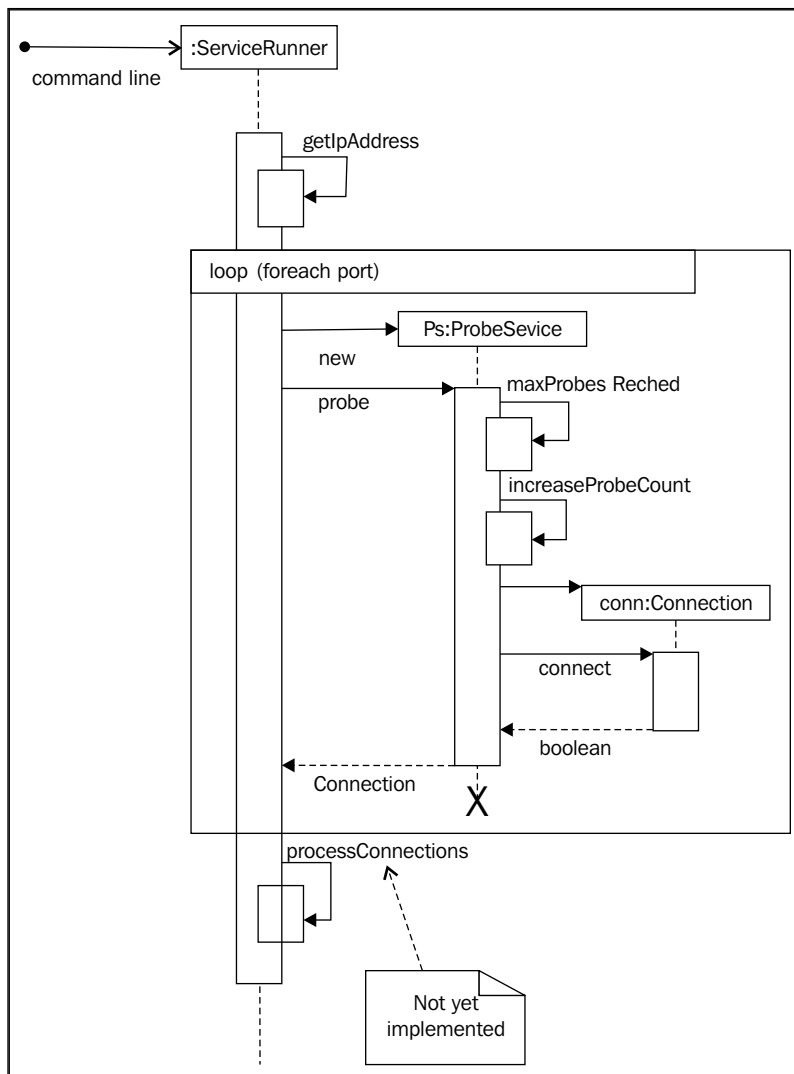 :ServiceRunner
command line
getIpAddress
loop (foreach port)
Ps:ProbeSevice
new
maxProbes Reched
probe
increaseProbeCount
conn:Connection
connect
boolean
Connection
X
processConnections
Not yet
implemented